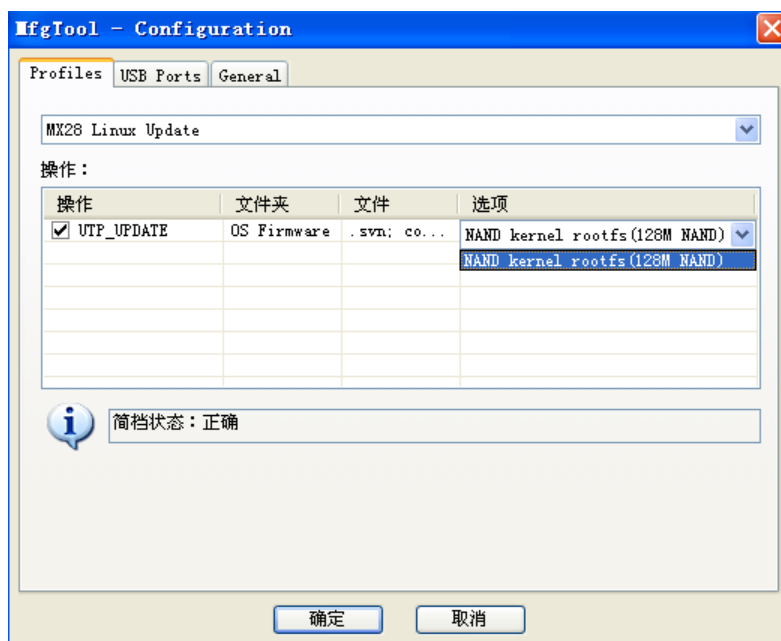 MfgTool - Configuration
Profiles USB Ports General
MX28 Linux Update
操作：
操作 文件夹 文件 选项
UTP_UPDATE OS Firmware .svn; co... NAND kernel rootfs(128M NAND)
NAND kernel rootfs(128M NAND)
简档状态：正确
确定 取消